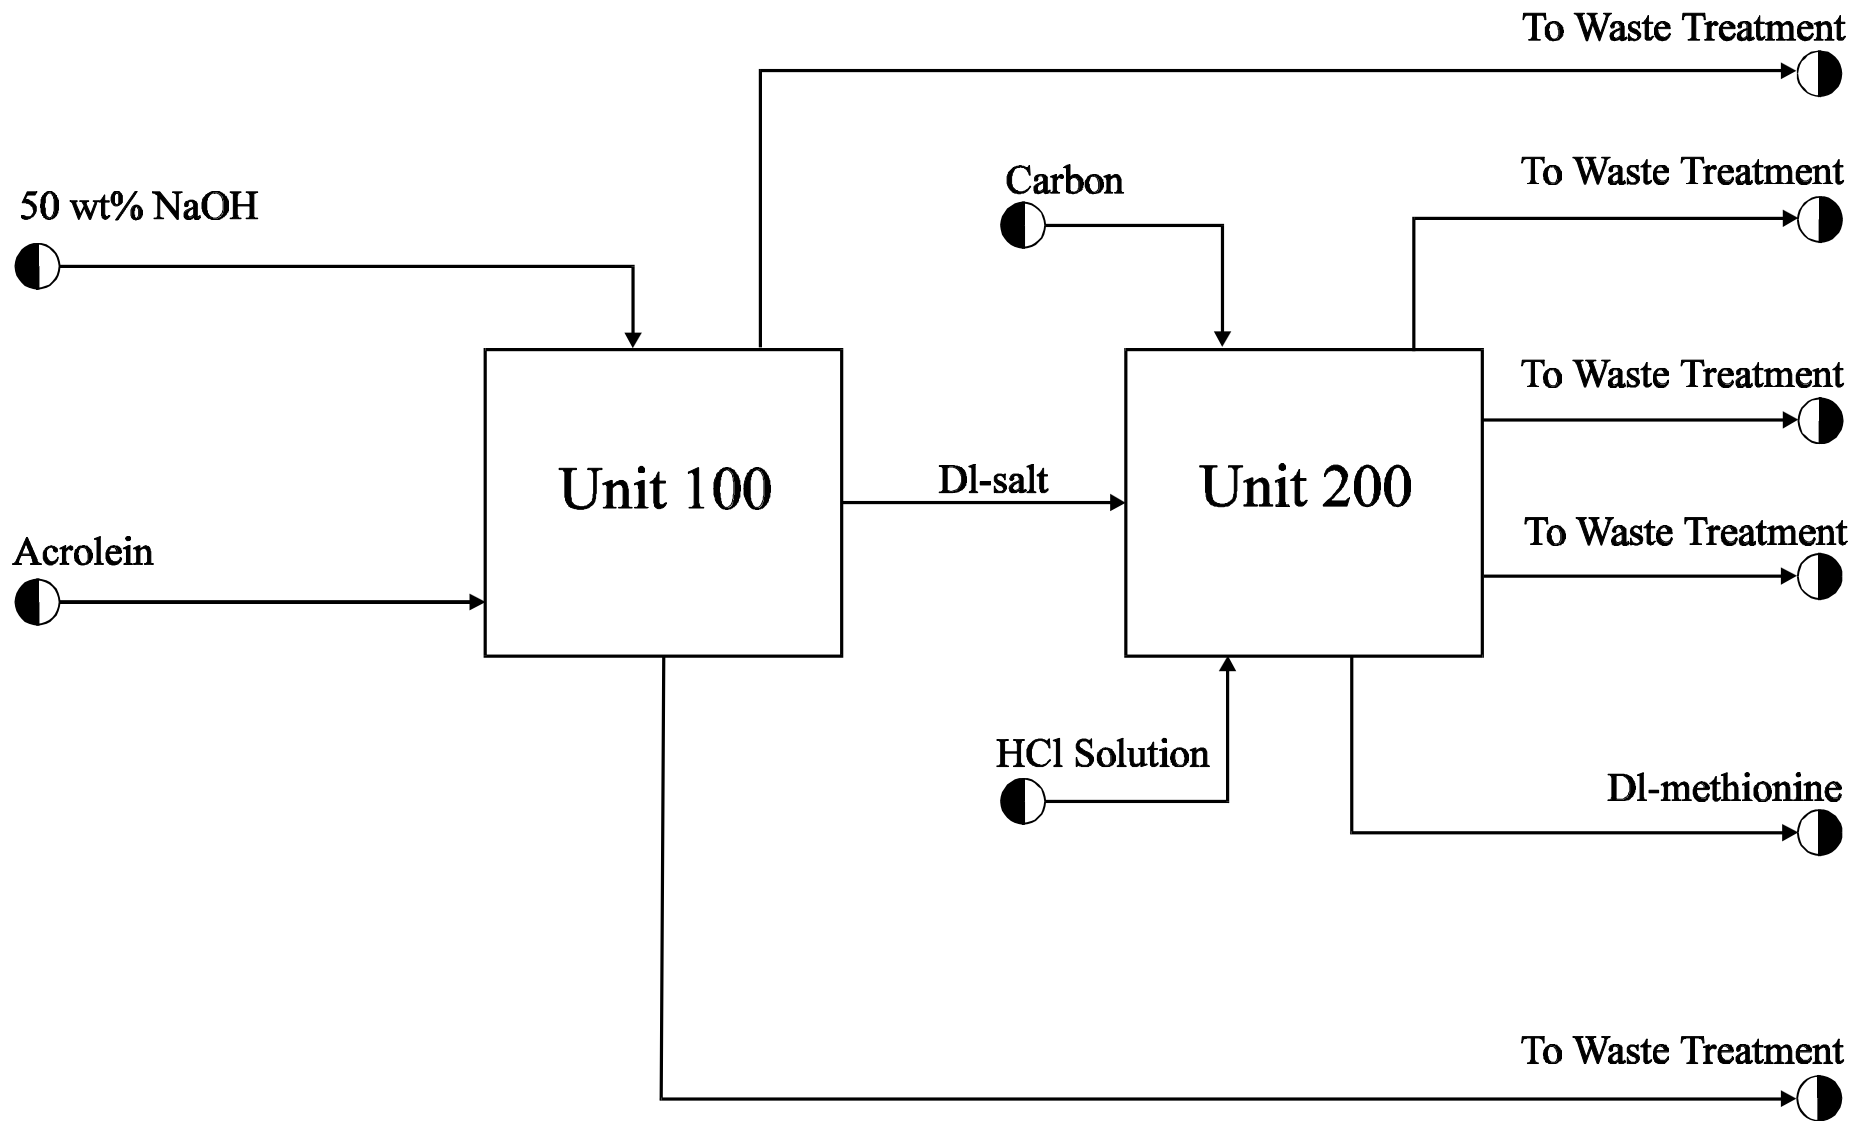 To Waste Treatment
To Waste Treatment
Carbon
50 wt% NaOH
To Waste Treatment
Unit 100
Dl-salt
Unit 200
To Waste Treatment
Acrolein
HCl Solution
Dl-methionine
To Waste Treatment